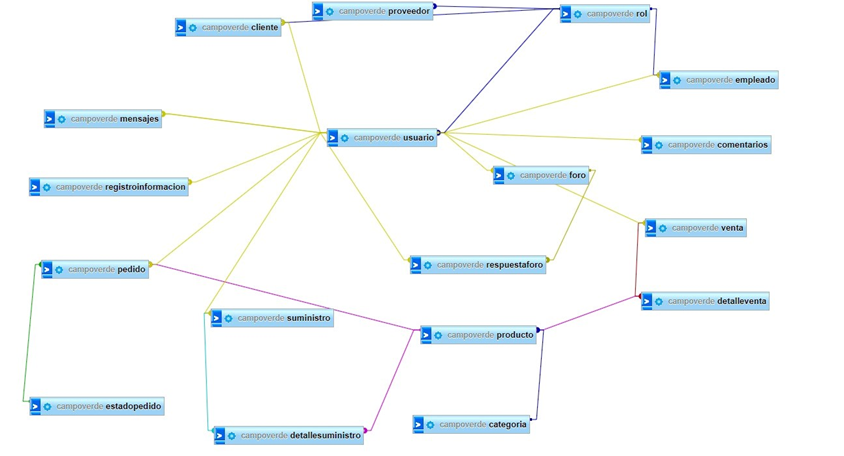 campoverde proveedor
campoverde rol
campoverde cliente
campoverde empleado
campoverde mensajes
campoverde usuario
campoverde comentarios
campoverde foro
campoverde registroinformacion
campoverde venta
campoverde respuestaforo
campoverde pedido
campoverde detalleventa
campoverde suministro
campoverde producto
campoverde estadopedido
campoverde categoria
campoverde detallesuministro